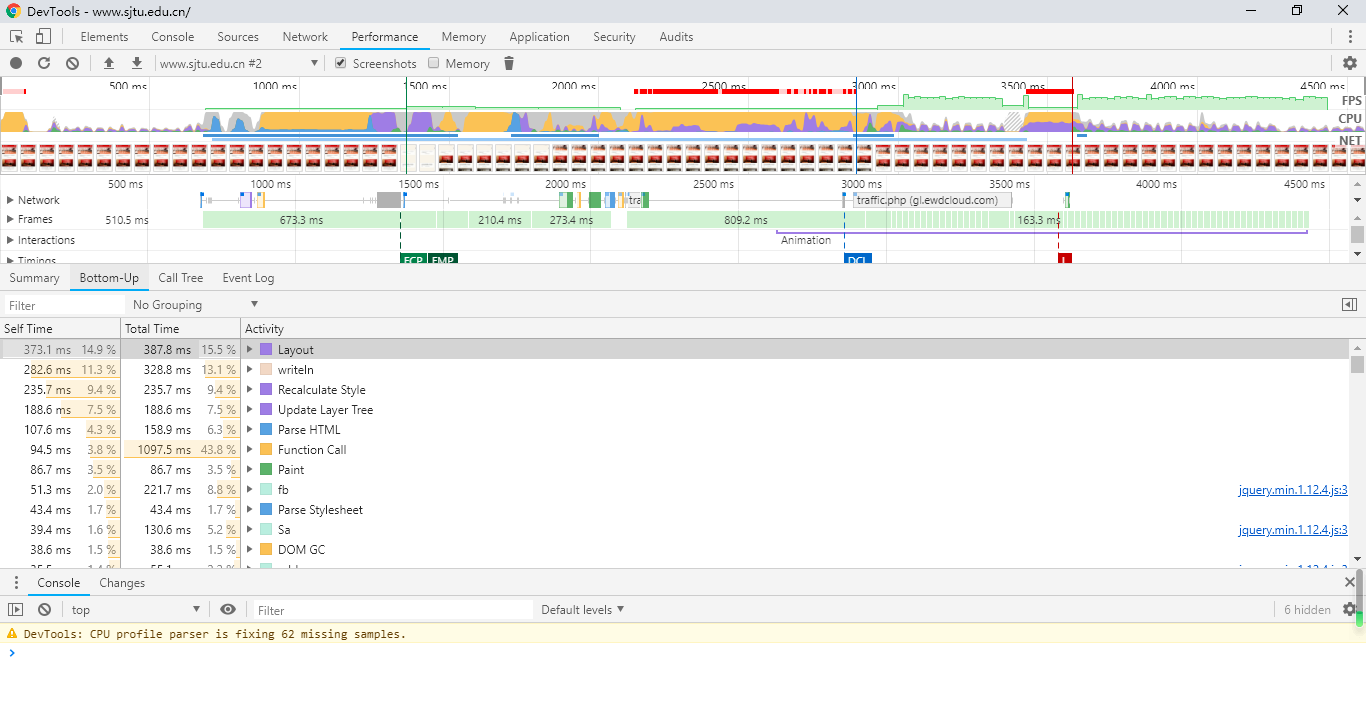 DevTools - www.sjtu.edu.cn/
Elements Console Sources Network Performance Memory Application Security Audits
www.sjtu.edu.cn #2 Screenshots Memory
500 ms 1000 ms 1500 ms 2000 ms 2500 ms 3000 ms 3500 ms 4000 ms 4500 ms
FPS
CPU
NET
500 ms 1000 ms 1500 ms 2000 ms 2500 ms 3000 ms 3500 ms 4000 ms 4500 ms
Network tra traffic.php (gl.ewdcloud.com)
Frames 510.5 ms 673.3 ms 210.4 ms 273.4 ms 809.2 ms 163.3 ms
Interactions Animation
Timings FCP FMP DCL L
Summary Bottom-Up Call Tree Event Log
Filter No Grouping
Self Time Total Time Activity
373.1 ms 14.9 % 387.8 ms 15.5 % Layout
282.6 ms 11.3 % 328.8 ms 13.1 % writeln
235.7 ms 9.4 % 235.7 ms 9.4 % Recalculate Style
188.6 ms 7.5 % 188.6 ms 7.5 % Update Layer Tree
107.6 ms 4.3 % 158.9 ms 6.3 % Parse HTML
94.5 ms 3.8 % 1097.5 ms 43.8 % Function Call
86.7 ms 3.5 % 86.7 ms 3.5 % Paint
51.3 ms 2.0 % 221.7 ms 8.8 % fb jquery.min.1.12.4.js:3
43.4 ms 1.7 % 43.4 ms 1.7 % Parse Stylesheet
39.4 ms 1.6 % 130.6 ms 5.2 % Sa jquery.min.1.12.4.js:3
38.6 ms 1.5 % 38.6 ms 1.5 % DOM GC
Console Changes
top Filter Default levels 6 hidden
DevTools: CPU profile parser is fixing 62 missing samples.